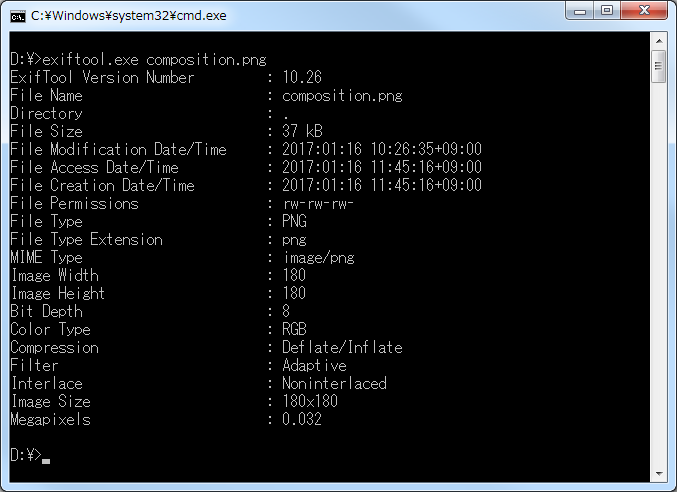 C:¥Windows¥system32¥cmd.exe
D:¥>exiftool.exe composition.png
ExifTool Version Number         : 10.26
File Name                       : composition.png
Directory                       : .
File Size                       : 37 kB
File Modification Date/Time     : 2017:01:16 10:26:35+09:00
File Access Date/Time           : 2017:01:16 11:45:16+09:00
File Creation Date/Time         : 2017:01:16 11:45:16+09:00
File Permissions                : rw-rw-rw-
File Type                       : PNG
File Type Extension             : png
MIME Type                       : image/png
Image Width                     : 180
Image Height                    : 180
Bit Depth                       : 8
Color Type                      : RGB
Compression                     : Deflate/Inflate
Filter                          : Adaptive
Interlace                       : Noninterlaced
Image Size                      : 180x180
Megapixels                      : 0.032
D:¥>